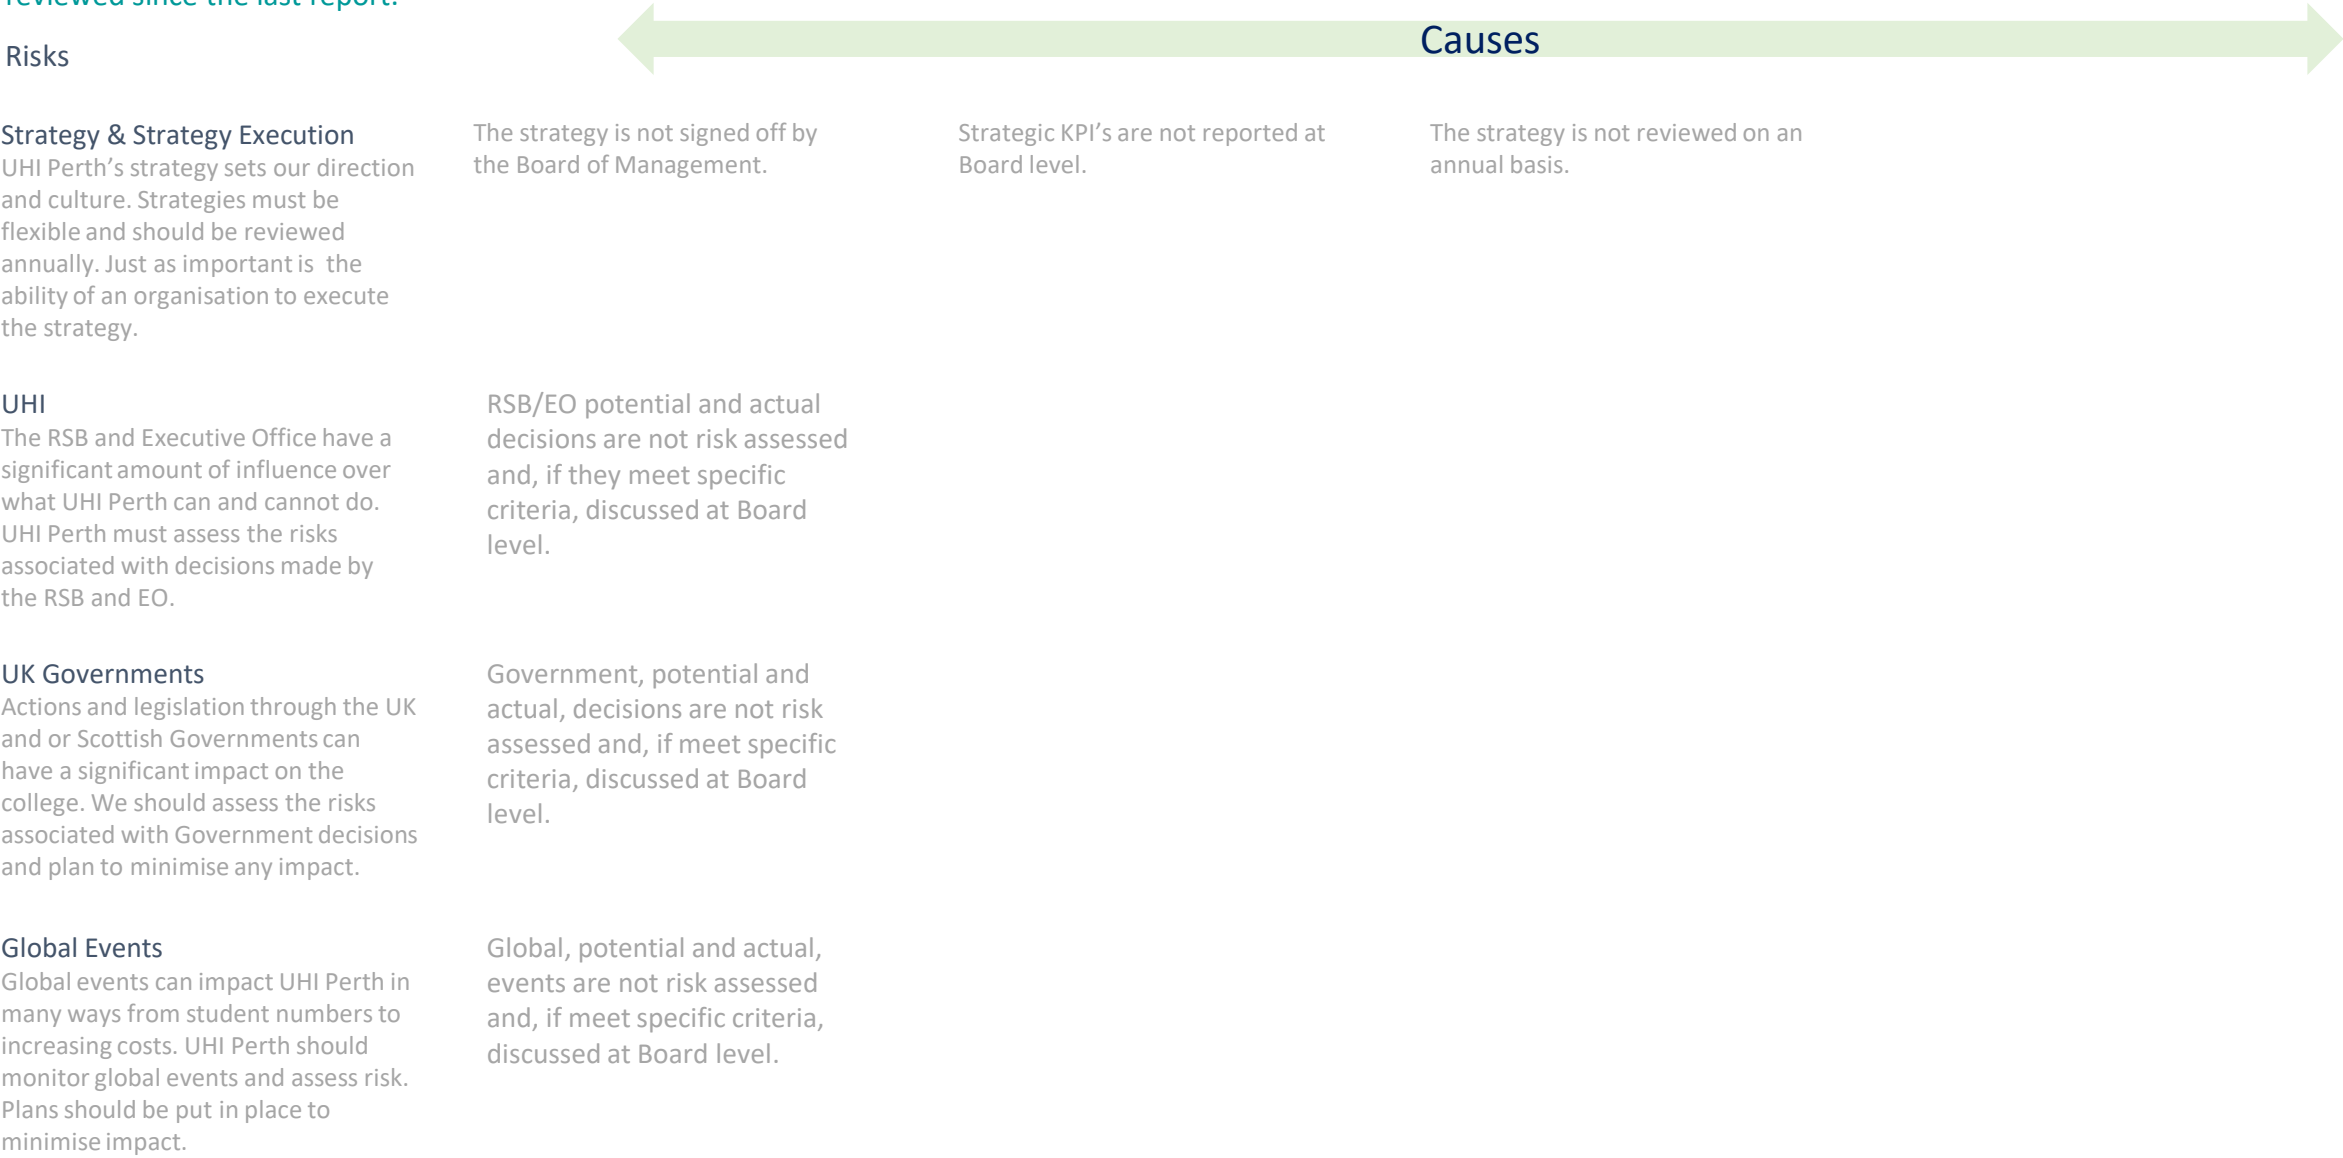 reviewed since the last report.
Causes
Risks
Strategy & Strategy Execution
UHI Perth’s strategy sets our direction
and culture. Strategies must be
flexible and should be reviewed
annually. Just as important is  the
ability of an organisation to execute
the strategy.
The strategy is not signed off by
the Board of Management.
Strategic KPI’s are not reported at
Board level.
The strategy is not reviewed on an
annual basis.
UHI
The RSB and Executive Office have a
significant amount of influence over
what UHI Perth can and cannot do.
UHI Perth must assess the risks
associated with decisions made by
the RSB and EO.
RSB/EO potential and actual
decisions are not risk assessed
and, if they meet specific
criteria, discussed at Board
level.
UK Governments
Actions and legislation through the UK
and or Scottish Governments can
have a significant impact on the
college. We should assess the risks
associated with Government decisions
and plan to minimise any impact.
Government, potential and
actual, decisions are not risk
assessed and, if meet specific
criteria, discussed at Board
level.
Global Events
Global events can impact UHI Perth in
many ways from student numbers to
increasing costs. UHI Perth should
monitor global events and assess risk.
Plans should be put in place to
minimise impact.
Global, potential and actual,
events are not risk assessed
and, if meet specific criteria,
discussed at Board level.